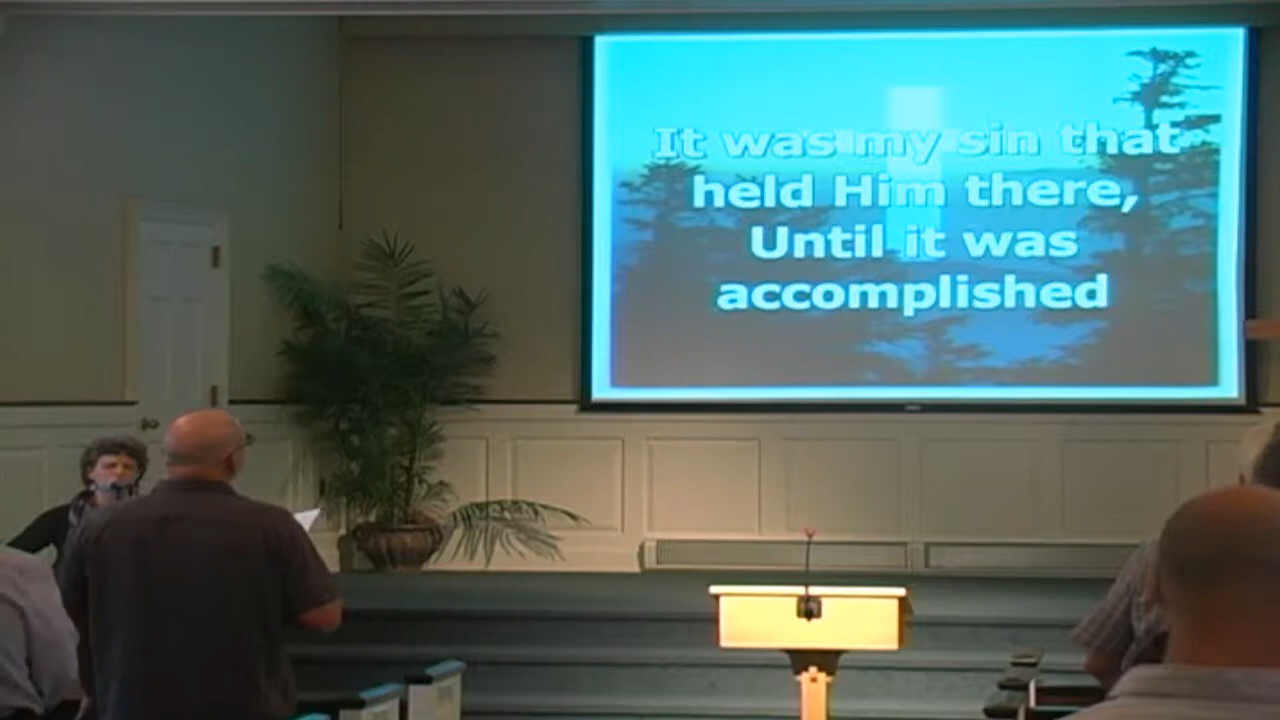 It was my sin that
held Him there,
Until it was
accomplished